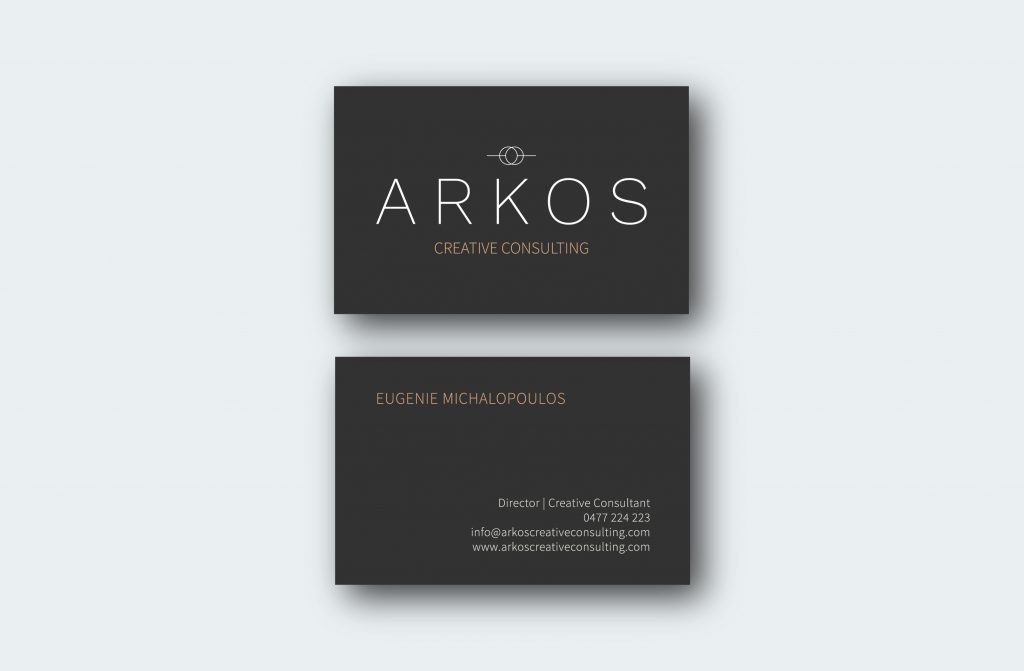 ARKOS
CREATIVE CONSULTING
EUGENIE MICHALOPOULOS
Director | Creative Consultant
0477 224 223
info@arkoscreativeconsulting.com
www.arkoscreativeconsulting.com